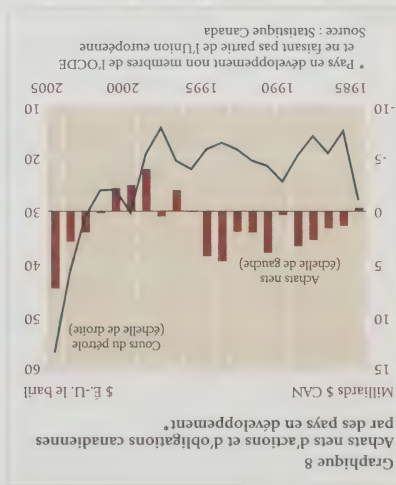 Graphique 8
Achats nets d'actions et d'obligations canadiennes
par des pays en développement*
Milliards $ CAN
$ É.-U. le baril
15
60
10
50
5
40
0
30
-5
20
-10
10
Cours du pétrole
(échelle de droite)
Achats nets
(échelle de gauche)
1985
1990
1995
2000
2005
* Pays en développement non membres de l'OCDE
et ne faisant pas partie de l'Union européenne
Source : Statistique Canada